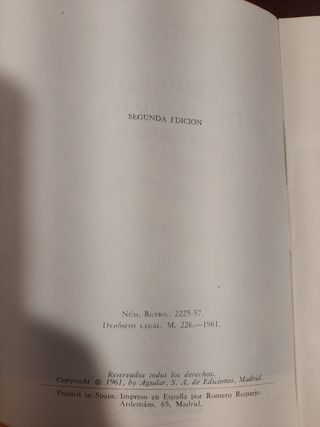 SEGUNDA EDICION
NÚM. RGTRO.: 2225-57.
DEPÓSITO LEGAL. M. 226.—1961.
Reservados todos los derechos.
Copyright © 1961, by Aguilar, S. A. de Ediciones, Madrid.
Printed in Spain. Impreso en España por Romero Requejo
Ardemáns, 65, Madrid.